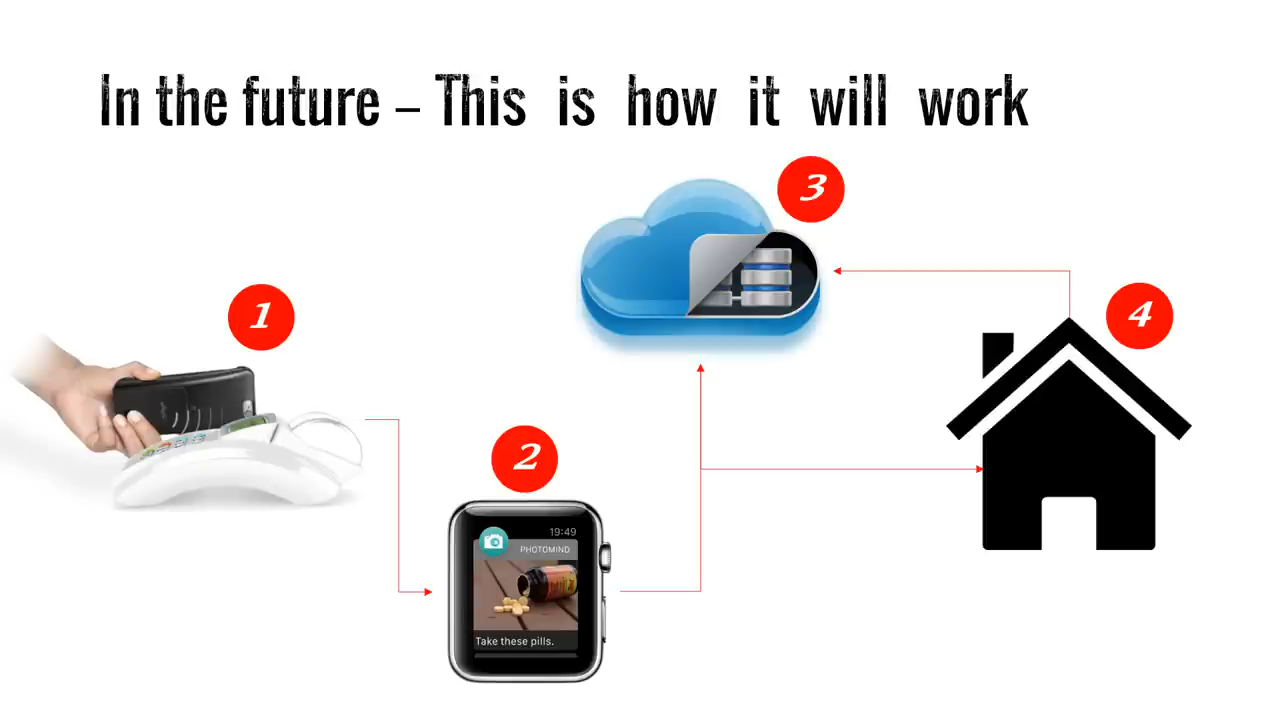 In the future – This is how it will work
3
1
4
2
19:49
PHOTOMIND
Take these pills.